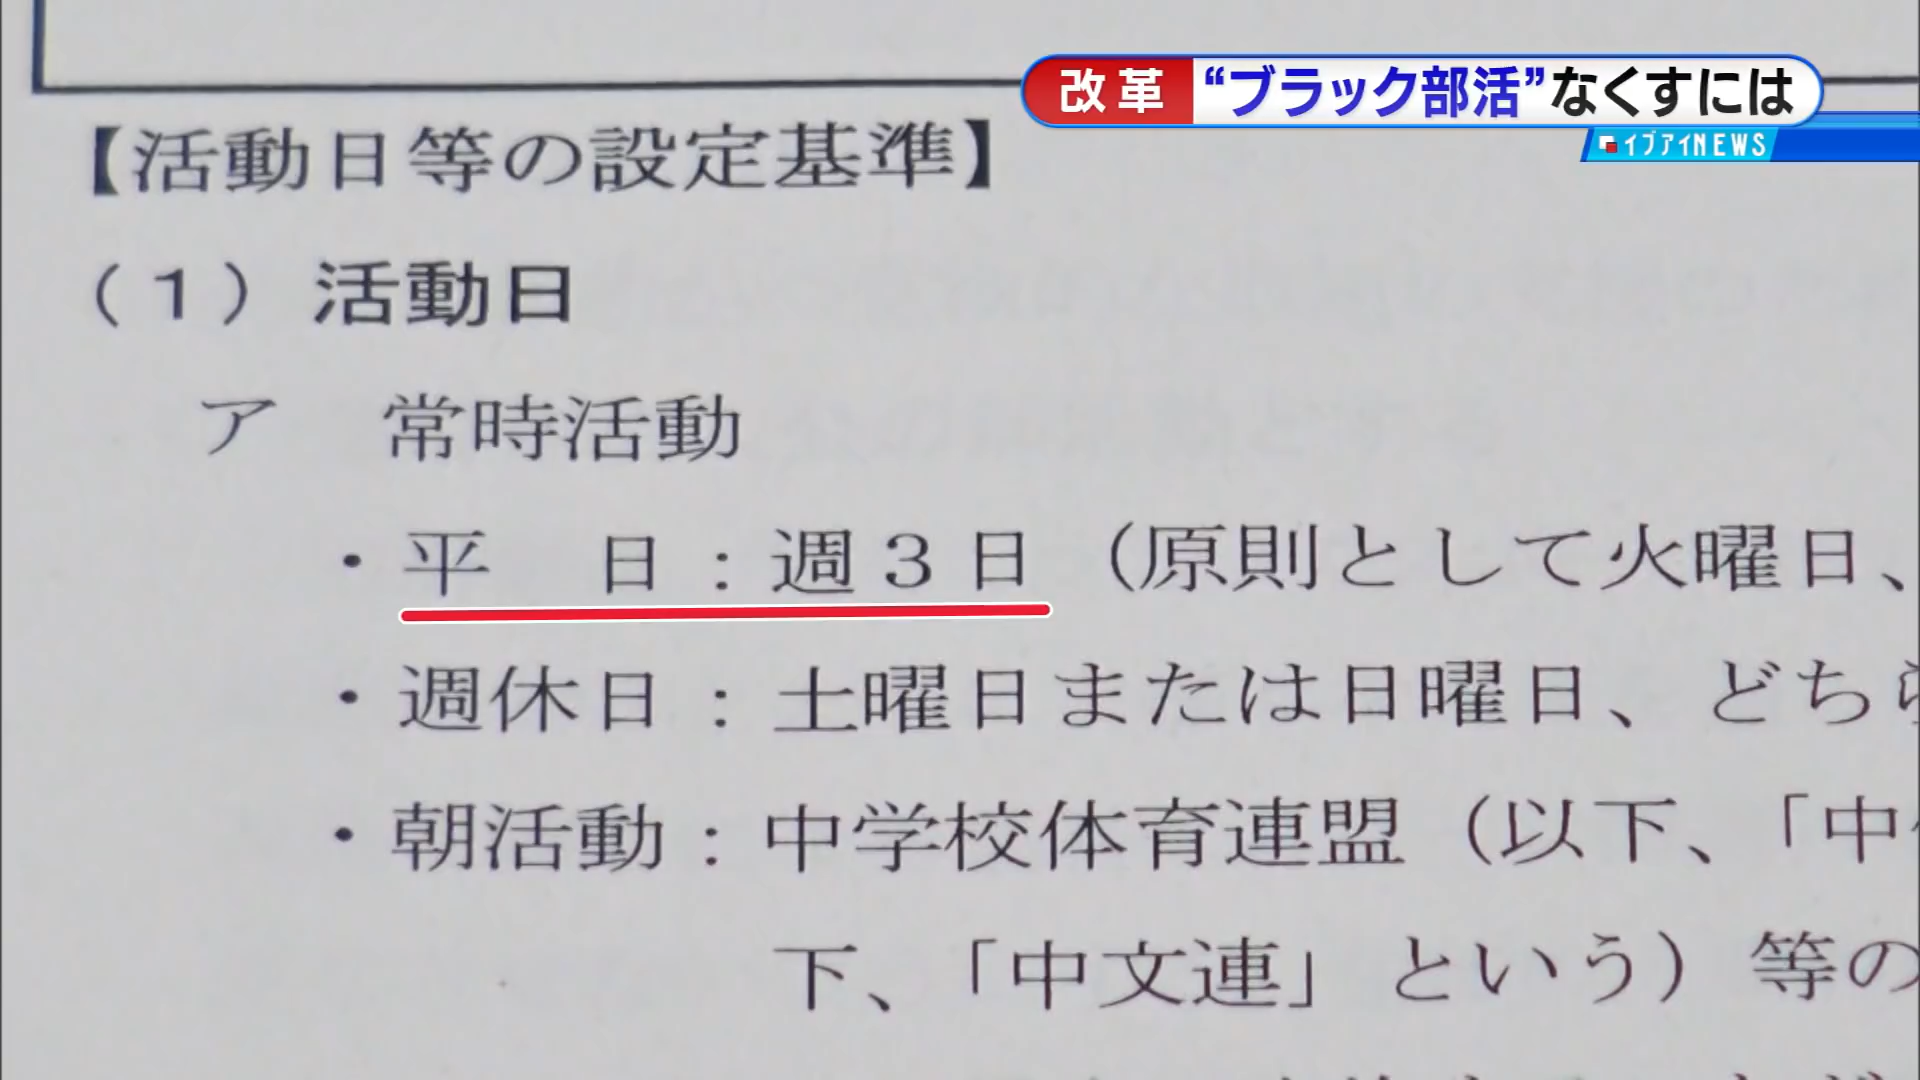 改革 “ブラック部活”なくすには
イブアイNEWS
【活動日等の設定基準】
（１）活動日
ア　常時活動
・平　日：週３日（原則として火曜日、
・週休日：土曜日または日曜日、どち
・朝活動：中学校体育連盟（以下、「中
下、「中文連」という）等の